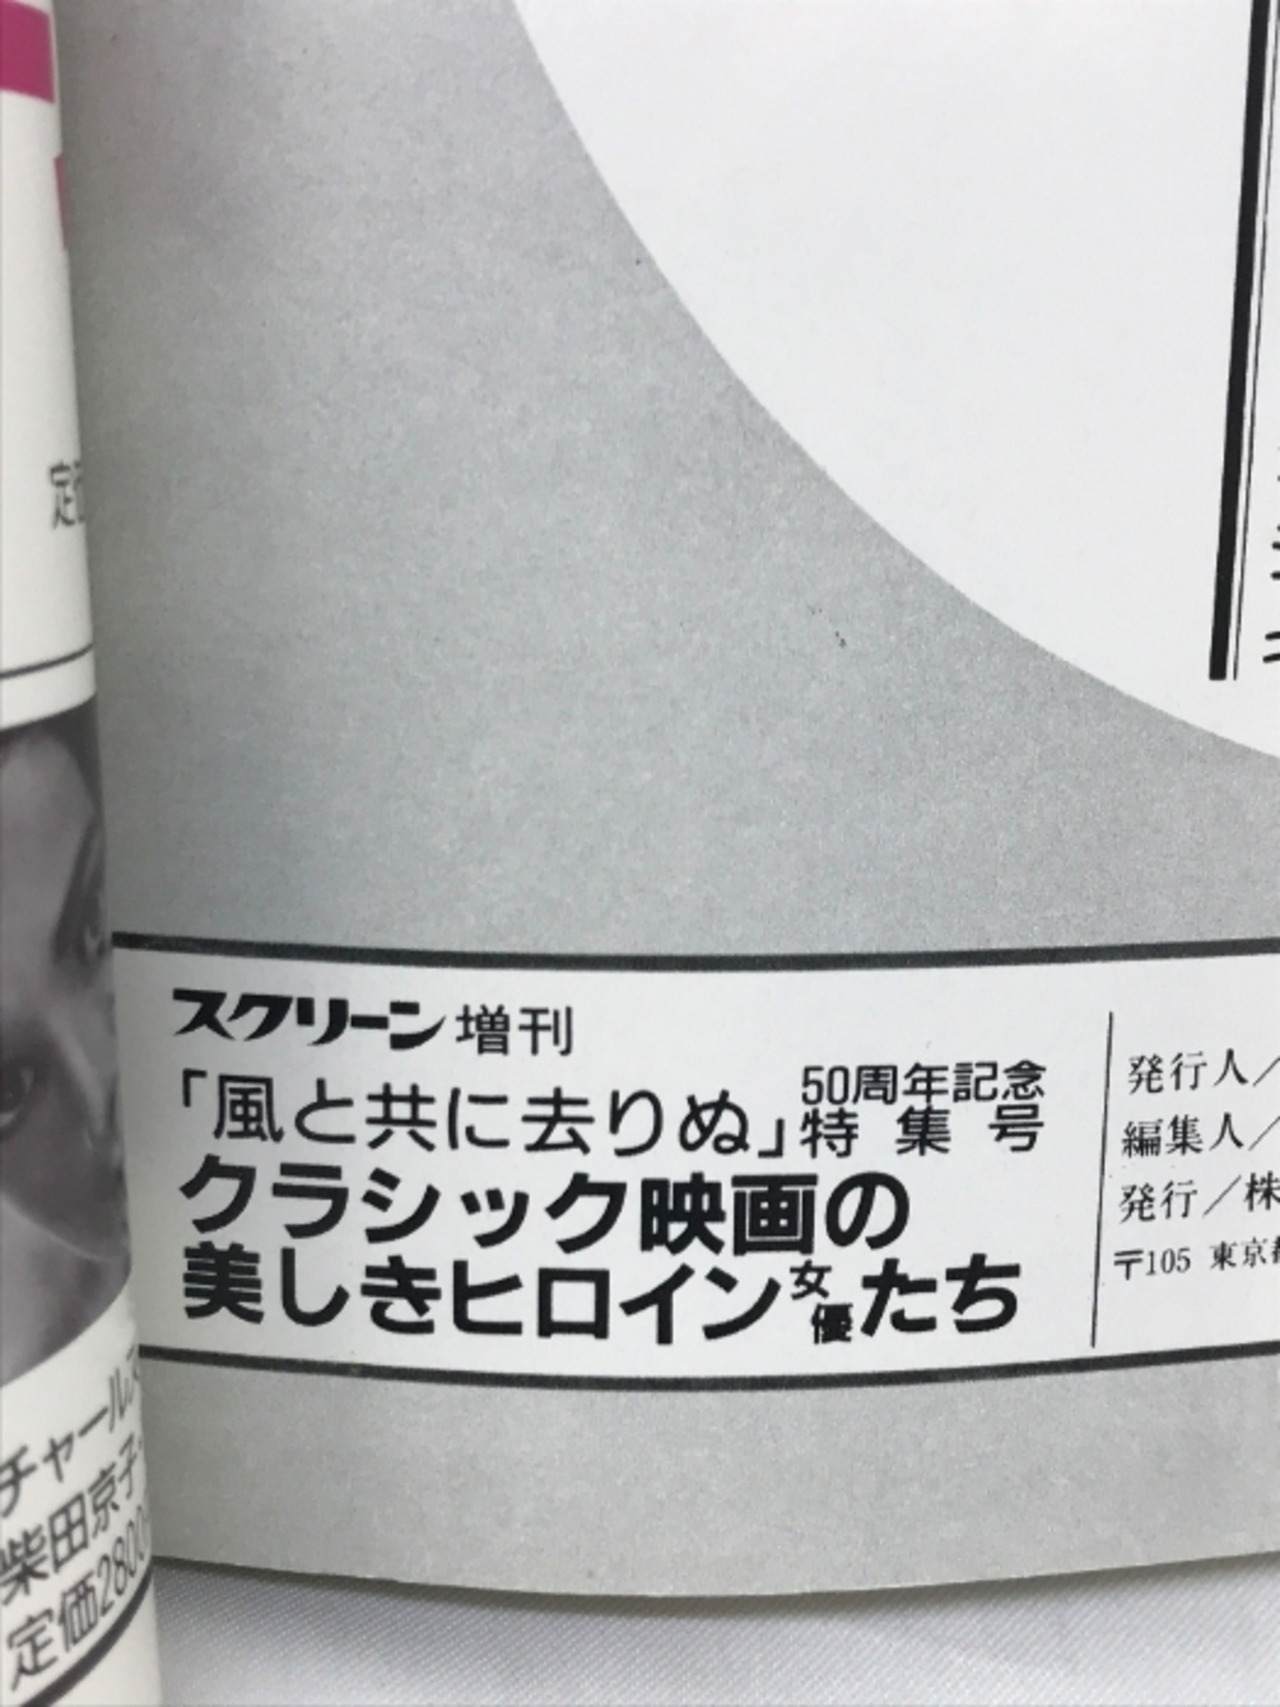 定価
スクリーン増刊
「風と共に去りぬ」50周年記念特集号
クラシック映画の
美しきヒロイン女優たち
発行人／
編集人／
発行／株
〒105 東京都
チャールズ
柴田京子
定価2800